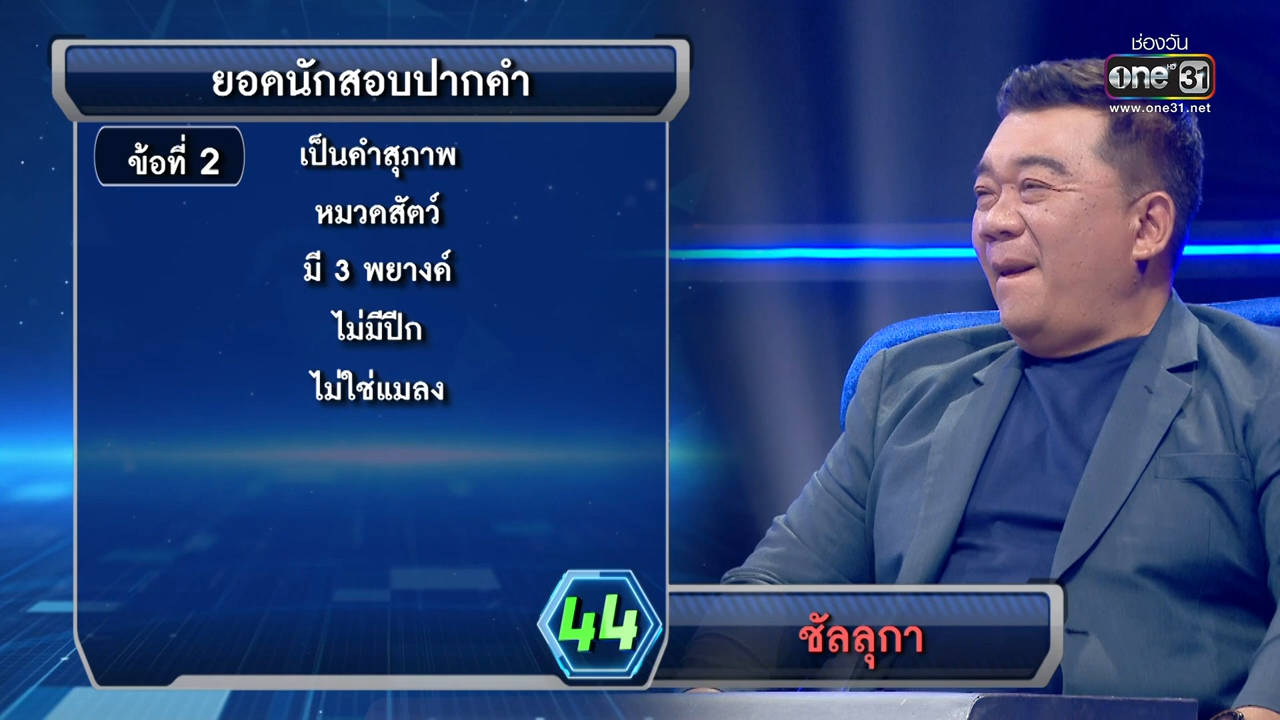 ช่องวัน
one HD 31
www.one31.net
ยอดนักสอบปากคำ
ข้อที่ 2
เป็นคำสุภาพ
หมวดสัตว์
มี 3 พยางค์
ไม่มีปีก
ไม่ใช่แมลง
44
ชัลลุกา